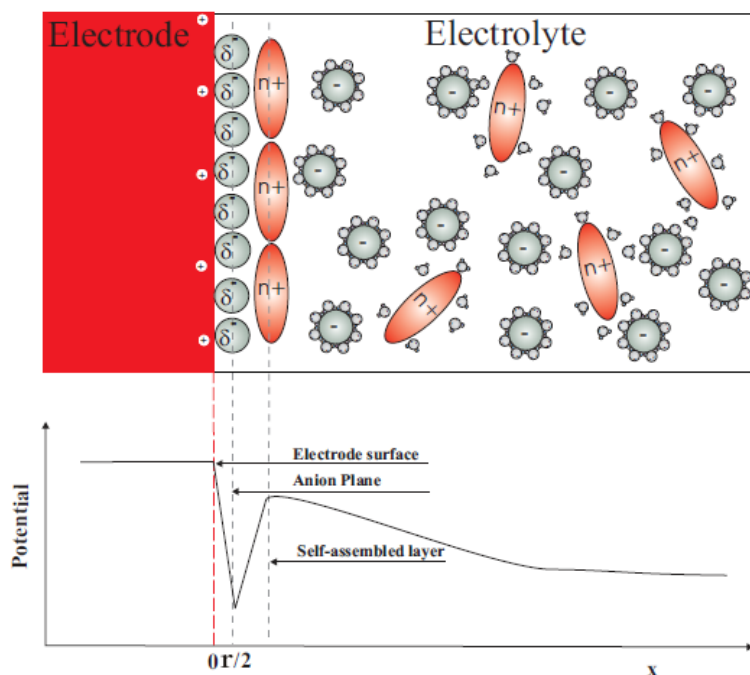 Electrode
Electrolyte
+
+
+
+
+
δ-
δ-
δ-
δ-
δ-
δ-
δ-
δ-
n+
n+
n+
n+
n+
n+
n+
-
-
-
-
-
-
-
-
-
-
-
-
-
Electrode surface
Anion Plane
Self-assembled layer
Potential
0 r/2
x